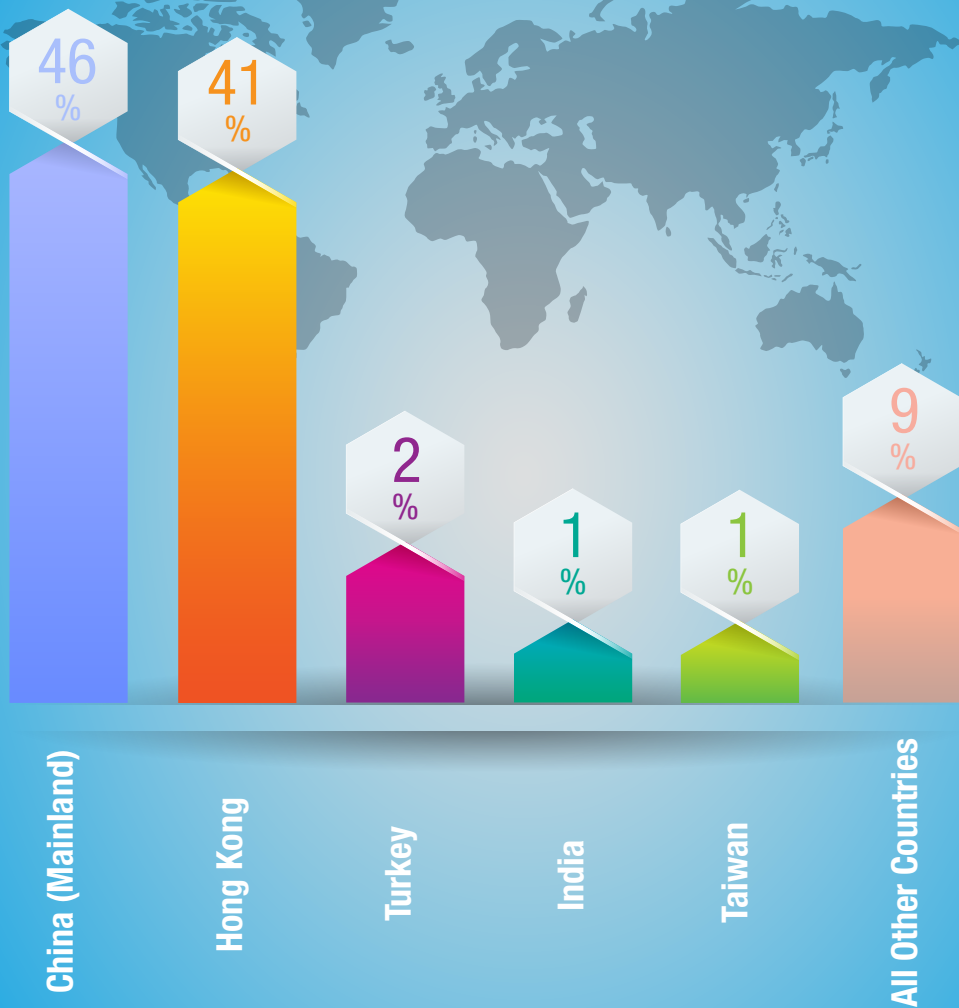 46
%
41
%
2
%
1
%
1
%
9
%
China (Mainland)
Hong Kong
Turkey
India
Taiwan
All Other Countries